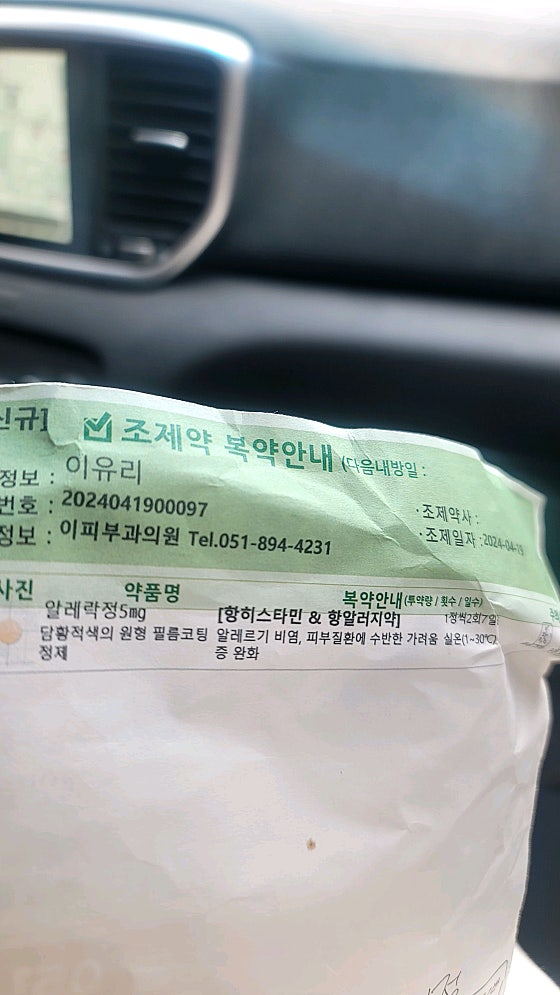 신규]
조제약 복약안내 (다음내방일 :
정보 : 이유리
번호 : 2024041900097
·조제약사 :
정보 : 이피부과의원 Tel.051-894-4231
·조제일자 :2024-04-19
사진 약품명 복약안내(투약량 / 횟수 / 일수)
알레락정5mg [항히스타민 & 항알러지약] 1정씩2회7일
담황적색의 원형 필름코팅 알레르기 비염, 피부질환에 수반한 가려움 실온(1~30℃)
정제 증 완화